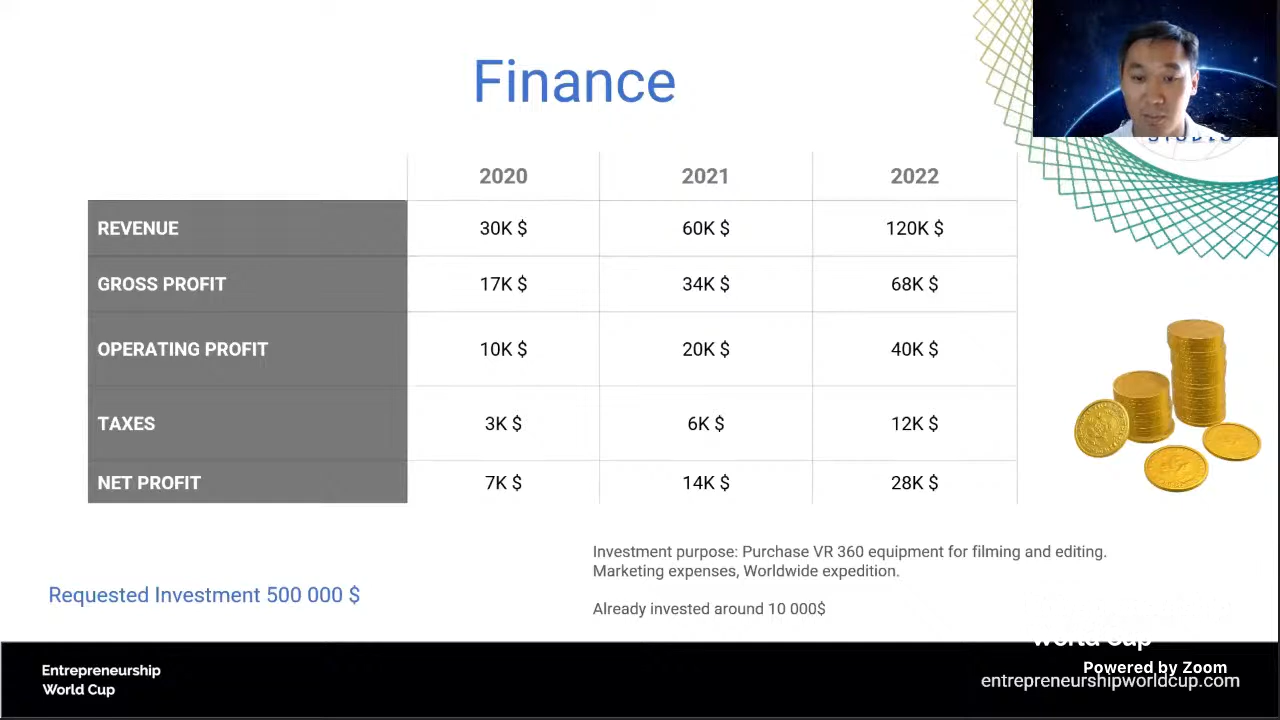 Finance
STUDIO
2020 2021 2022
REVENUE 30K $ 60K $ 120K $
GROSS PROFIT 17K $ 34K $ 68K $
OPERATING PROFIT 10K $ 20K $ 40K $
TAXES 3K $ 6K $ 12K $
NET PROFIT 7K $ 14K $ 28K $
Investment purpose: Purchase VR 360 equipment for filming and editing.
Marketing expenses, Worldwide expedition.
Requested Investment 500 000 $
Already invested around 10 000$
World Cup
Entrepreneurship
World Cup
Powered by Zoom
entrepreneurshipworldcup.com